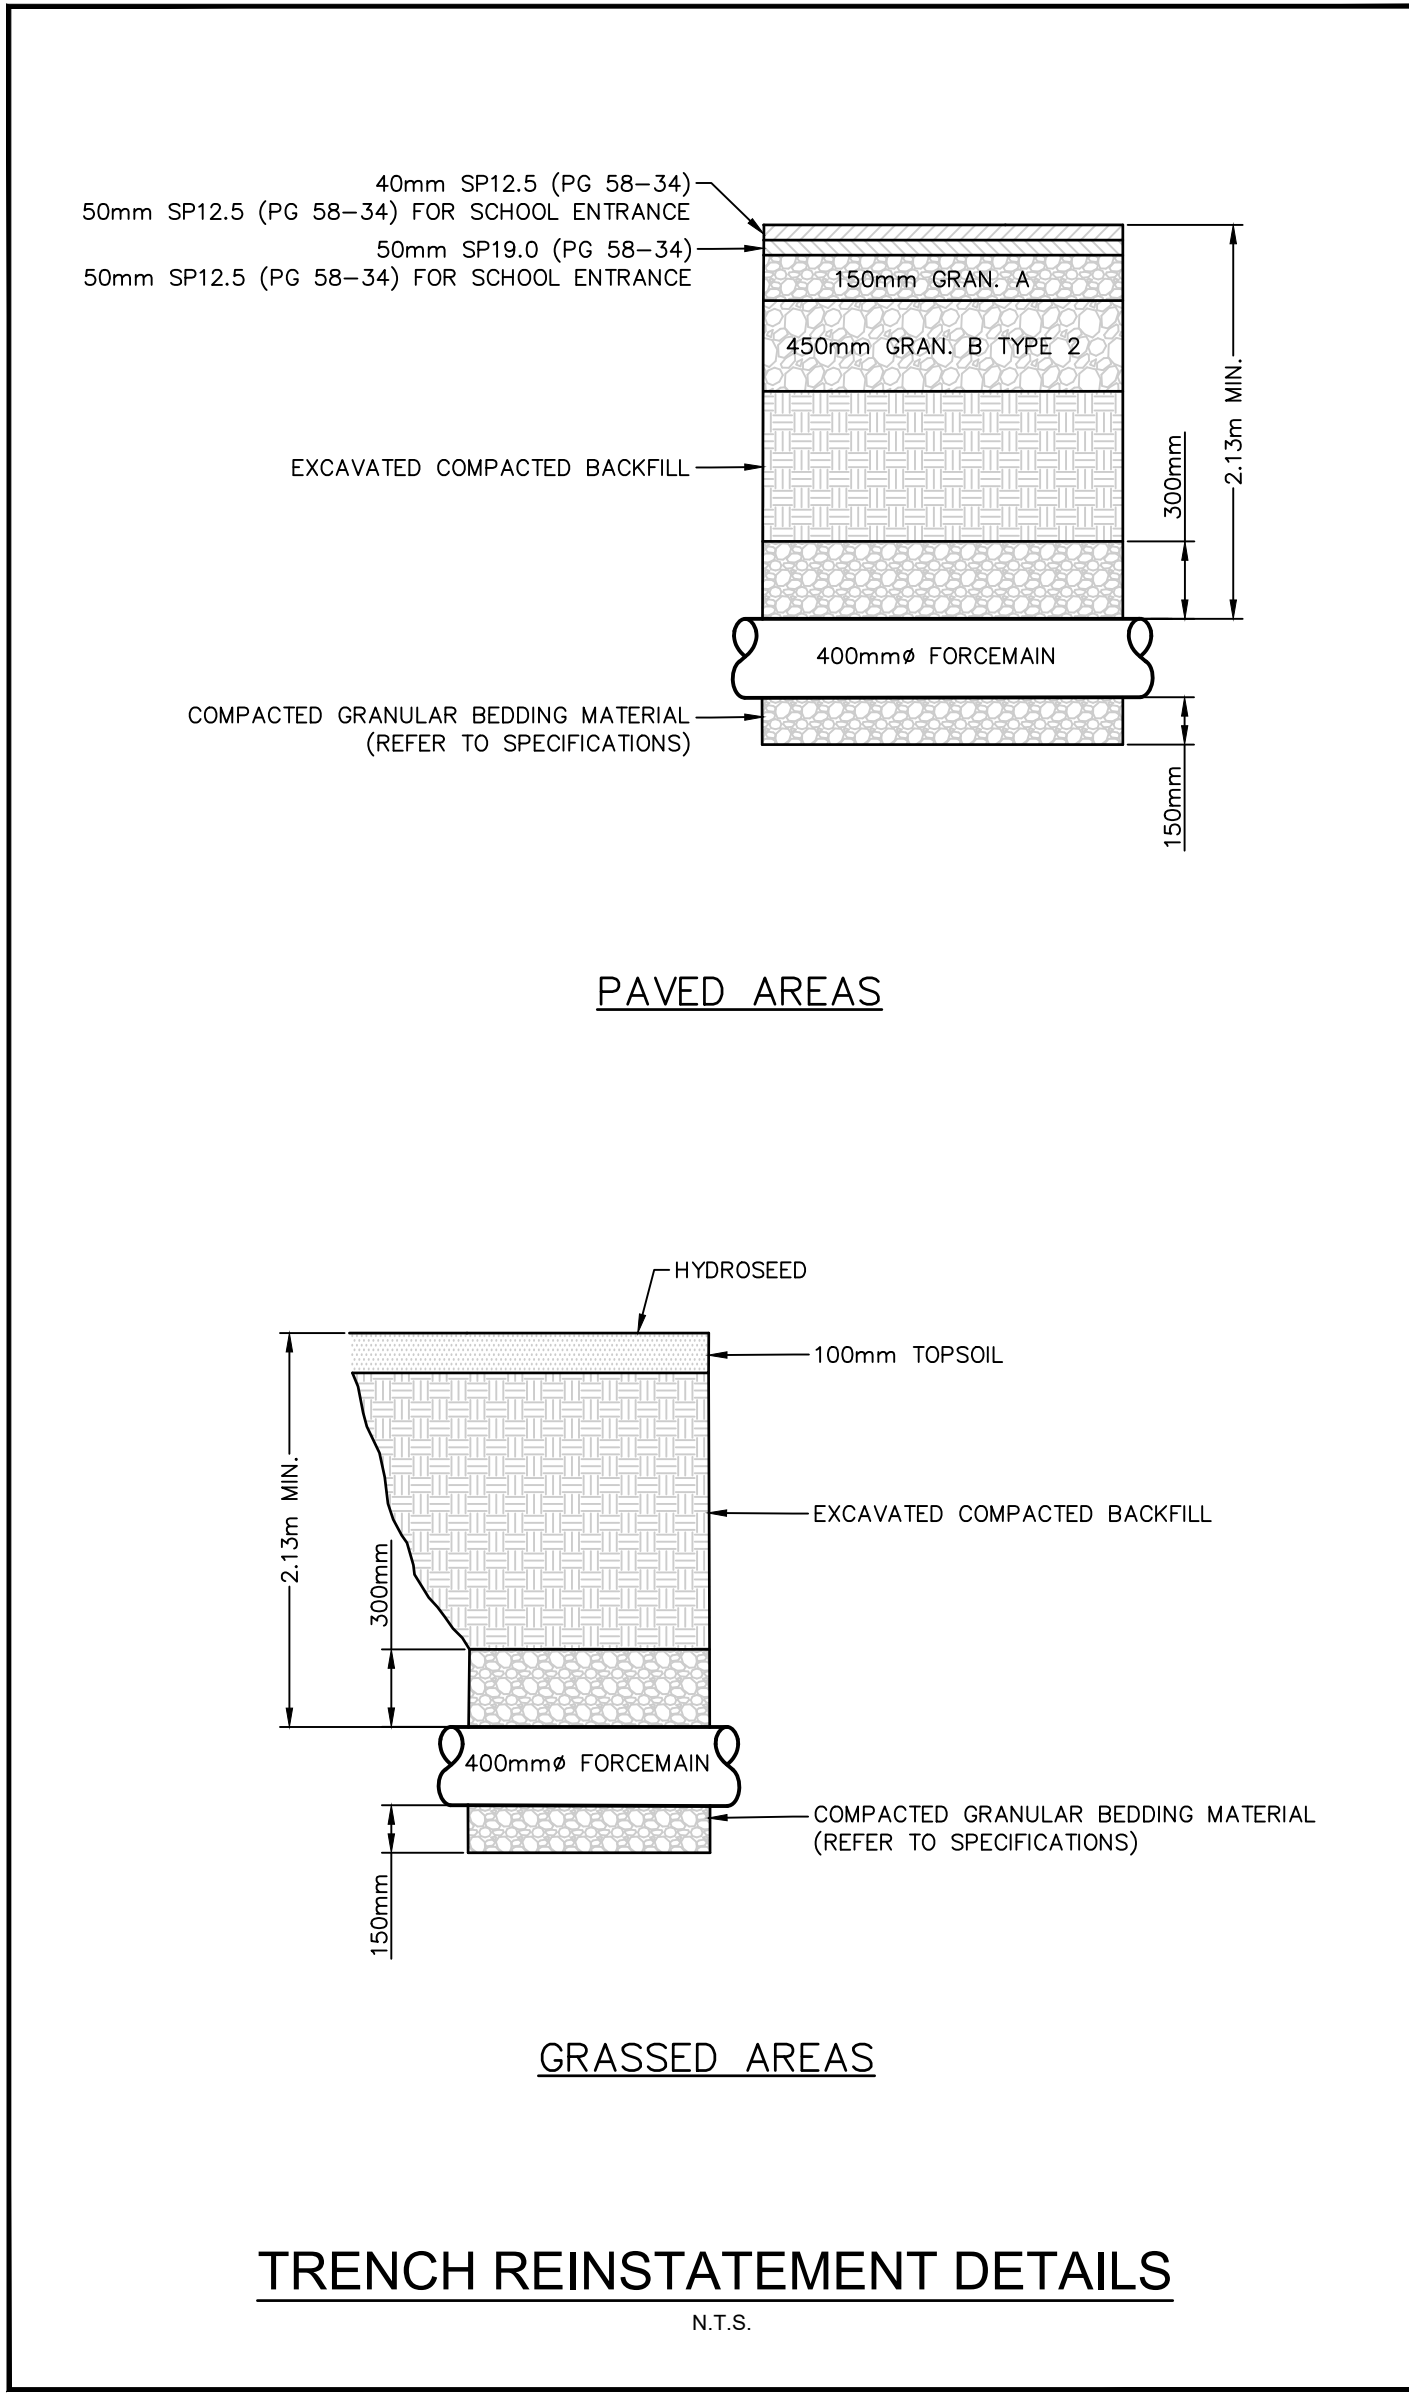 40mm SP12.5 (PG 58-34)
50mm SP12.5 (PG 58-34) FOR SCHOOL ENTRANCE
50mm SP19.0 (PG 58-34)
50mm SP12.5 (PG 58-34) FOR SCHOOL ENTRANCE
150mm GRAN. A
450mm GRAN. B TYPE 2
2.13m MIN.
EXCAVATED COMPACTED BACKFILL
300mm
400mmø FORCEMAIN
COMPACTED GRANULAR BEDDING MATERIAL
(REFER TO SPECIFICATIONS)
150mm
PAVED AREAS
HYDROSEED
100mm TOPSOIL
2.13m MIN.
EXCAVATED COMPACTED BACKFILL
300mm
400mmø FORCEMAIN
COMPACTED GRANULAR BEDDING MATERIAL
(REFER TO SPECIFICATIONS)
150mm
GRASSED AREAS
TRENCH REINSTATEMENT DETAILS
N.T.S.